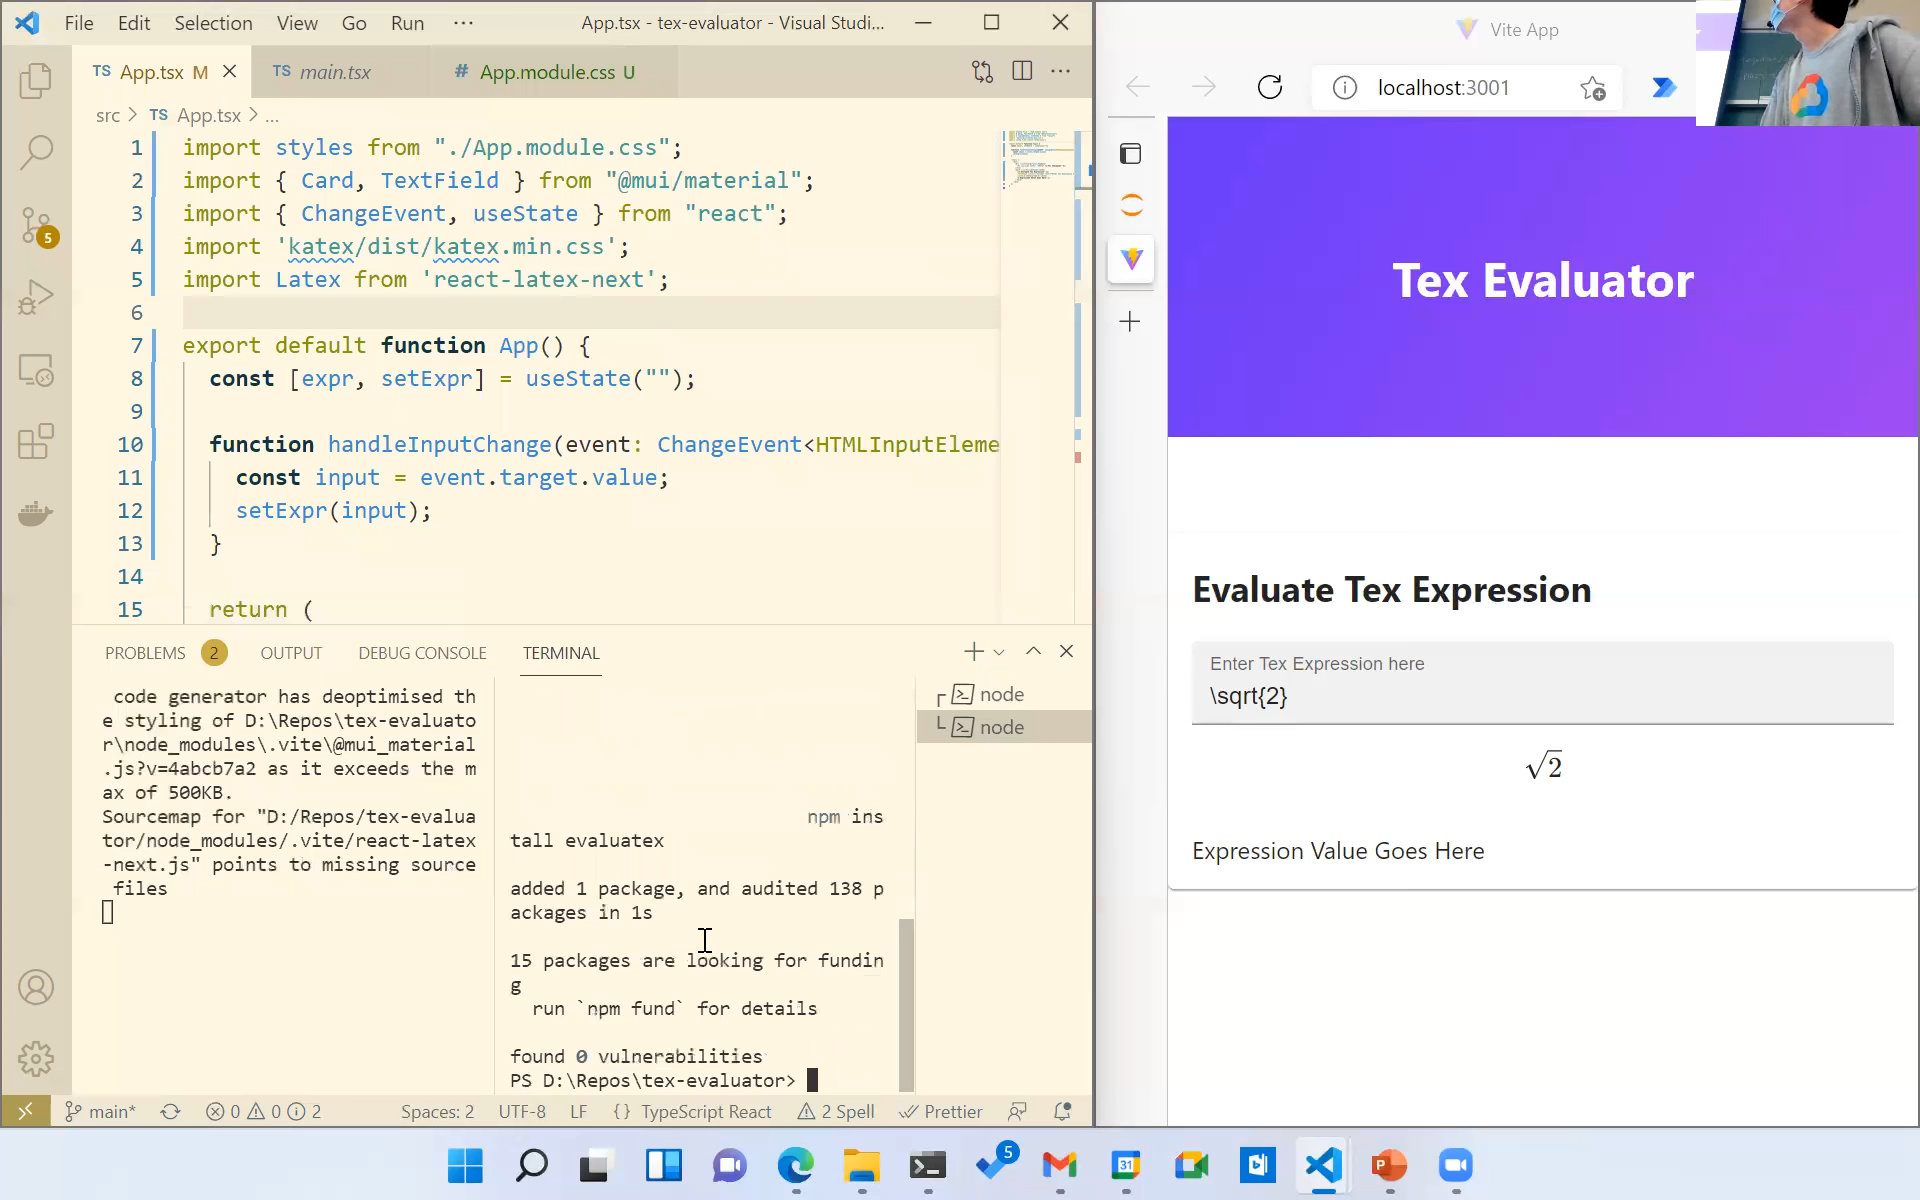 File Edit Selection View Go Run ··· App.tsx - tex-evaluator - Visual Studi...
TS App.tsx M TS main.tsx # App.module.css U
src > TS App.tsx > ...
1 import styles from "./App.module.css";
2 import { Card, TextField } from "@mui/material";
3 import { ChangeEvent, useState } from "react";
4 import 'katex/dist/katex.min.css';
5 import Latex from 'react-latex-next';
6
7 export default function App() {
8 const [expr, setExpr] = useState("");
9
10 function handleInputChange(event: ChangeEvent<HTMLInputEleme
11 const input = event.target.value;
12 setExpr(input);
13 }
14
15 return (
PROBLEMS 2 OUTPUT DEBUG CONSOLE TERMINAL
code generator has deoptimised th
e styling of D:\Repos\tex-evaluato
r\node_modules\.vite\@mui_material
.js?v=4abcb7a2 as it exceeds the m
ax of 500KB.
Sourcemap for "D:/Repos/tex-evalua
tor/node_modules/.vite/react-latex
-next.js" points to missing source
files
npm ins
tall evaluatex
added 1 package, and audited 138 p
ackages in 1s
15 packages are looking for fundin
g
run `npm fund` for details
found 0 vulnerabilities
PS D:\Repos\tex-evaluator>
node
node
5
main* 0 0 2 Spaces: 2 UTF-8 LF {} TypeScript React 2 Spell Prettier
Vite App
localhost:3001
Tex Evaluator
Evaluate Tex Expression
Enter Tex Expression here
\sqrt{2}
√2
Expression Value Goes Here
5
31
P